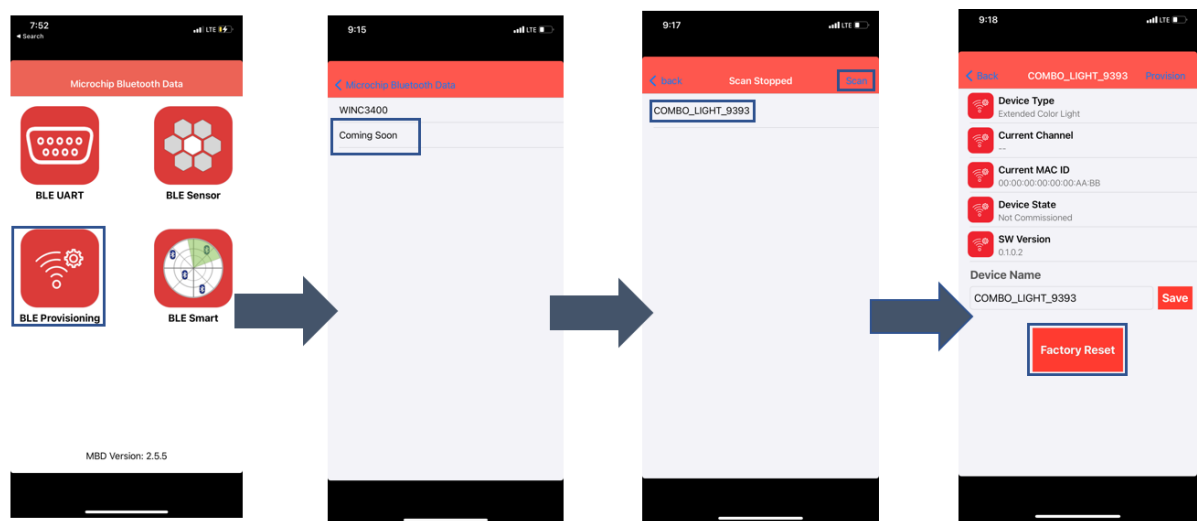 7:52
◀ Search
LTE
Microchip Bluetooth Data
BLE UART
BLE Sensor
BLE Provisioning
BLE Smart
MBD Version: 2.5.5
9:15
LTE
Microchip Bluetooth Data
WINC3400
Coming Soon
9:17
LTE
back
Scan Stopped
Scan
COMBO_LIGHT_9393
9:18
LTE
Back
COMBO_LIGHT_9393
Provision
Device Type
Extended Color Light
Current Channel
--
Current MAC ID
00:00:00:00:00:00:AA:BB
Device State
Not Commissioned
SW Version
0.1.0.2
Device Name
COMBO_LIGHT_9393
Save
Factory Reset